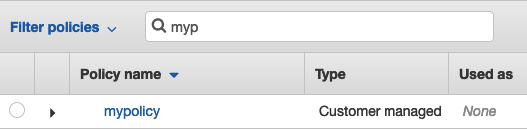 Filter policies myp
Policy name Type Used as
mypolicy Customer managed None